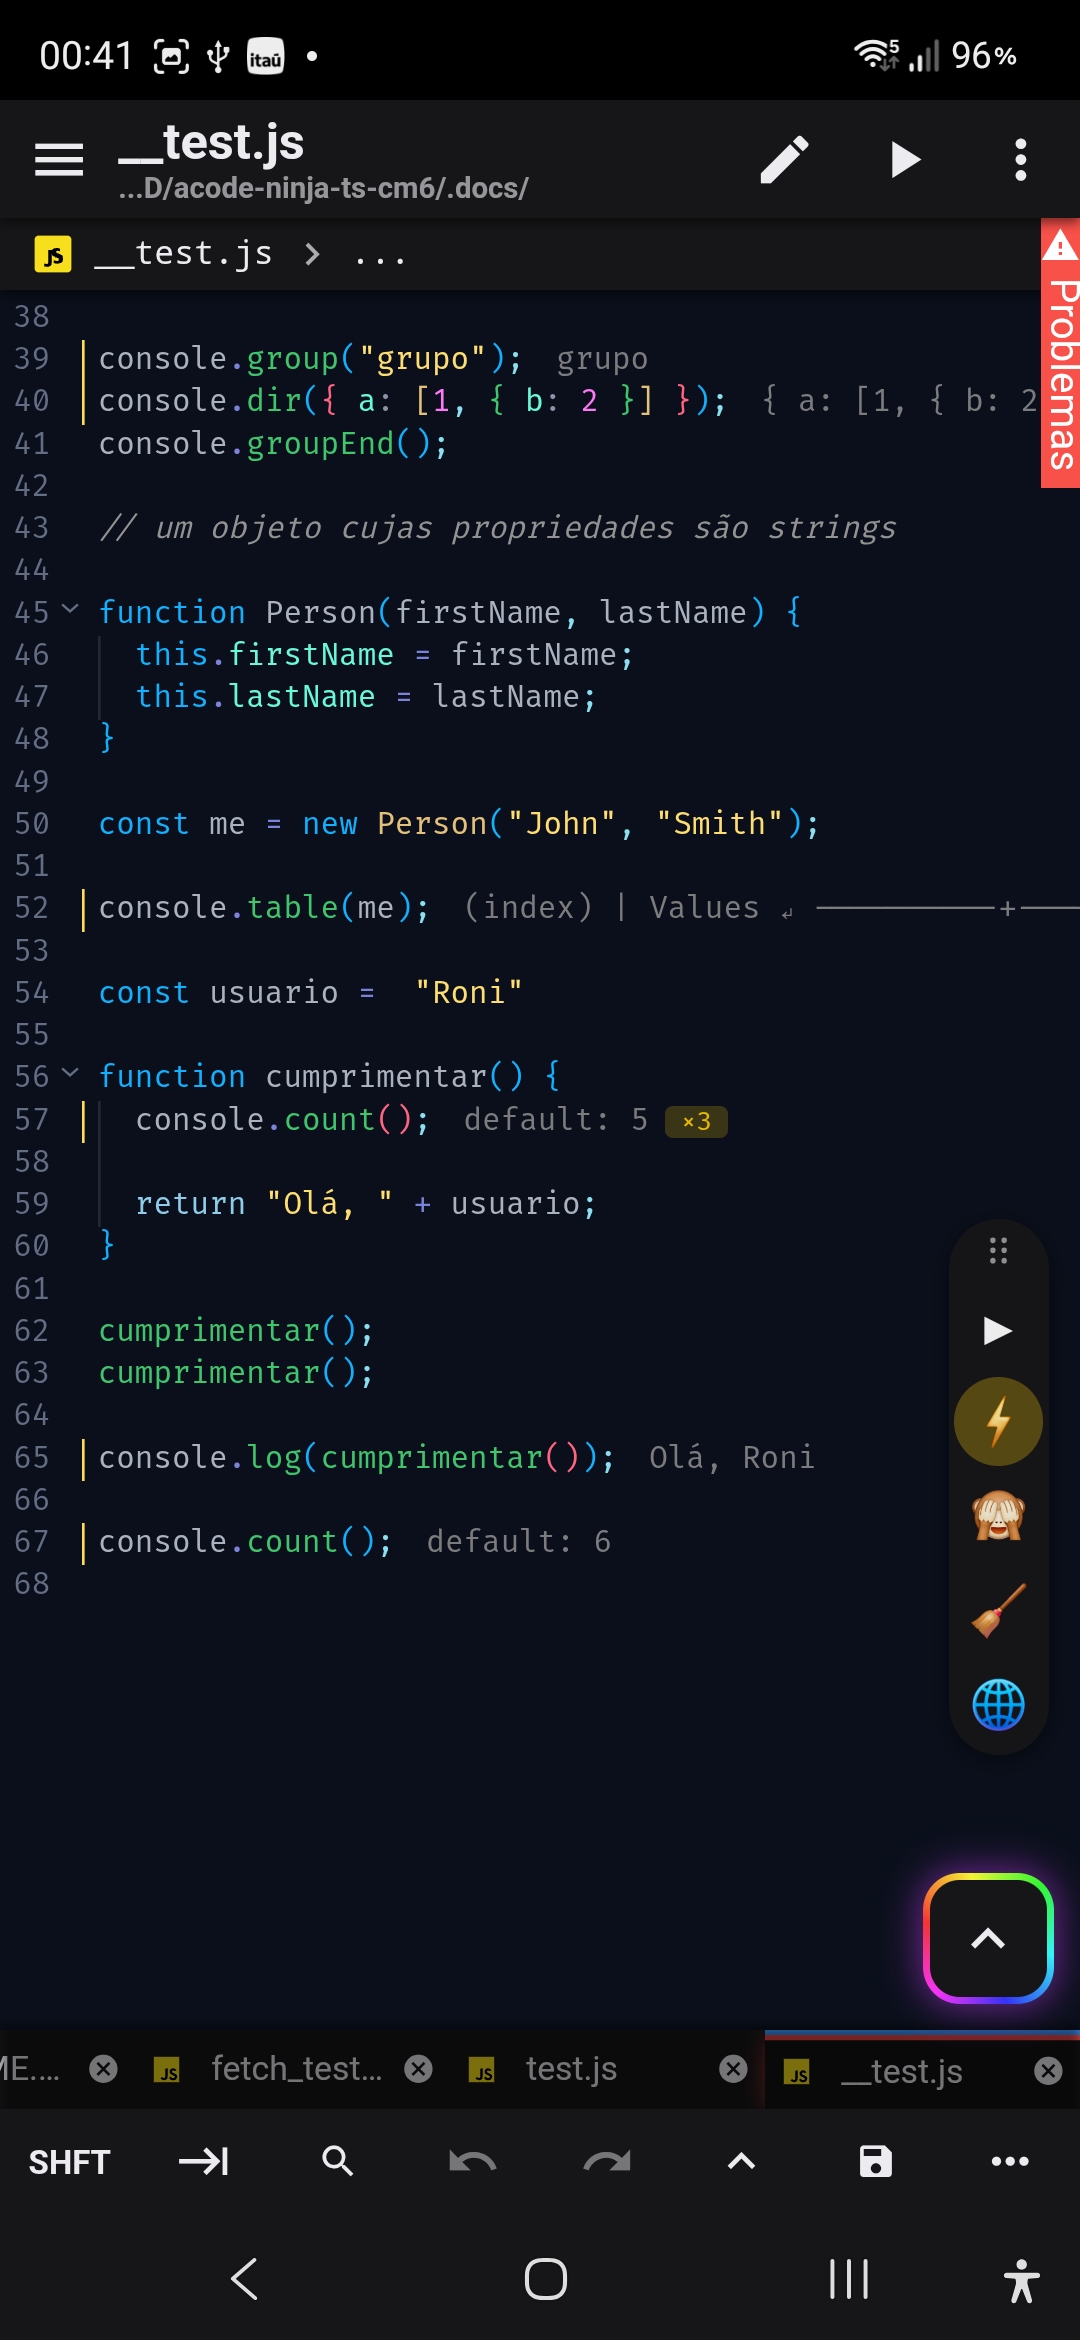 00:41 itaú 5 96%
__test.js
...D/acode-ninja-ts-cm6/.docs/
JS __test.js > ...
Problemas
38
39 console.group("grupo"); grupo
40 console.dir({ a: [1, { b: 2 }] }); { a: [1, { b: 2
41 console.groupEnd();
42
43 // um objeto cujas propriedades são strings
44
45 function Person(firstName, lastName) {
46 this.firstName = firstName;
47 this.lastName = lastName;
48 }
49
50 const me = new Person("John", "Smith");
51
52 console.table(me); (index) | Values ↲ ─────────+───
53
54 const usuario =  "Roni"
55
56 function cumprimentar() {
57 console.count(); default: 5 ×3
58
59 return "Olá, " + usuario;
60 }
61
62 cumprimentar();
63 cumprimentar();
64
65 console.log(cumprimentar()); Olá, Roni
66
67 console.count(); default: 6
68
ME.... JS fetch_test... JS test.js JS __test.js
SHFT